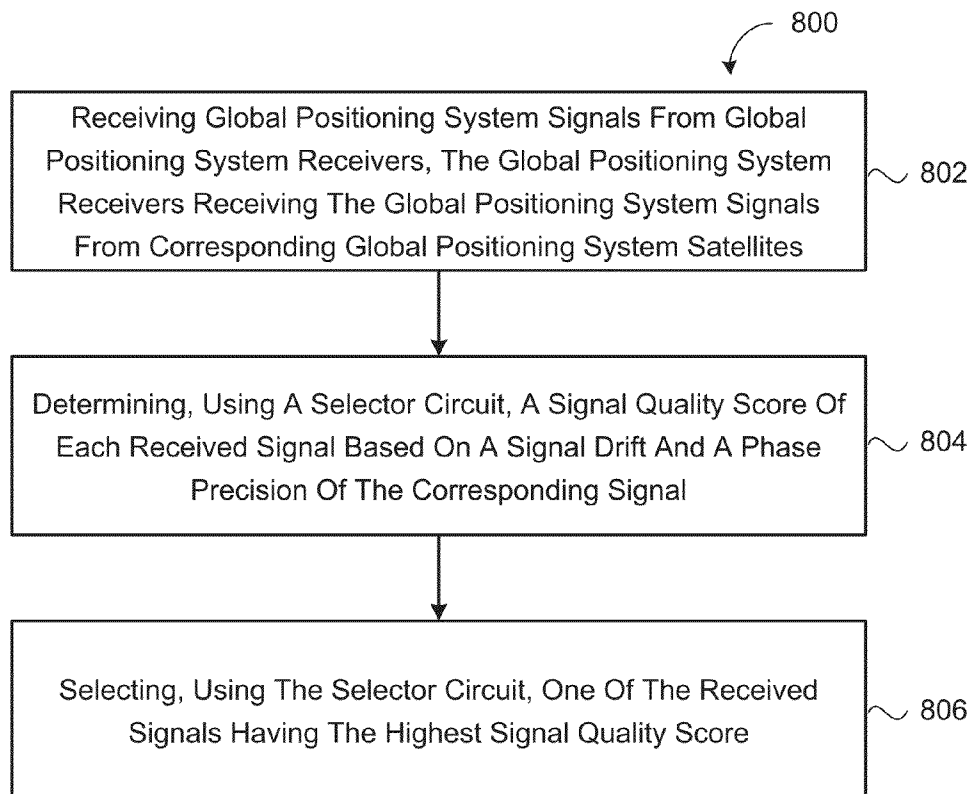 800
Receiving Global Positioning System Signals From Global
Positioning System Receivers, The Global Positioning System
Receivers Receiving The Global Positioning System Signals
From Corresponding Global Positioning System Satellites
802
Determining, Using A Selector Circuit, A Signal Quality Score Of
Each Received Signal Based On A Signal Drift And A Phase
Precision Of The Corresponding Signal
804
Selecting, Using The Selector Circuit, One Of The Received
Signals Having The Highest Signal Quality Score
806